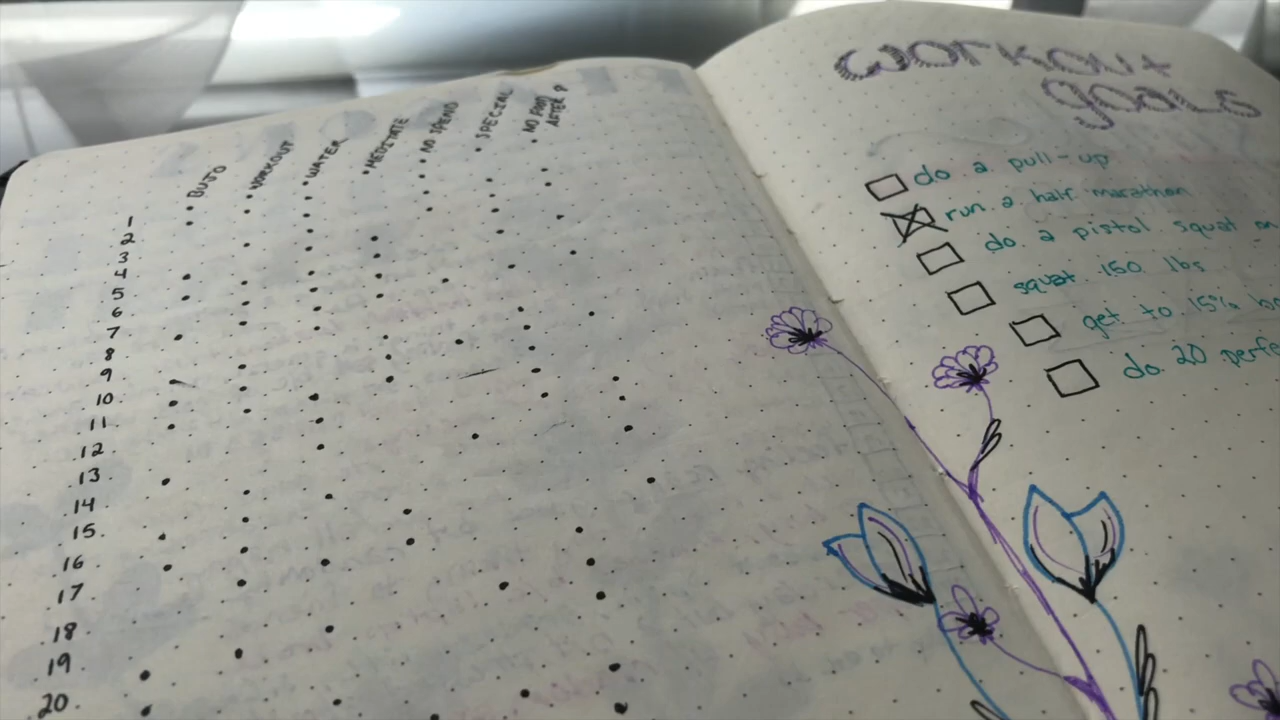 BUJO
WORKOUT
WATER
MEDITATE
NO SPEND
SPECIAL
NO FOOD
AFTER 8
1
2
3
4
5
6
7
8
9
10
11
12
13
14
15
16
17
18
19
20
workout
goals
do a pull-up
run a half marathon
do a pistol squat on
squat 150 lbs
get to 15%
do 20